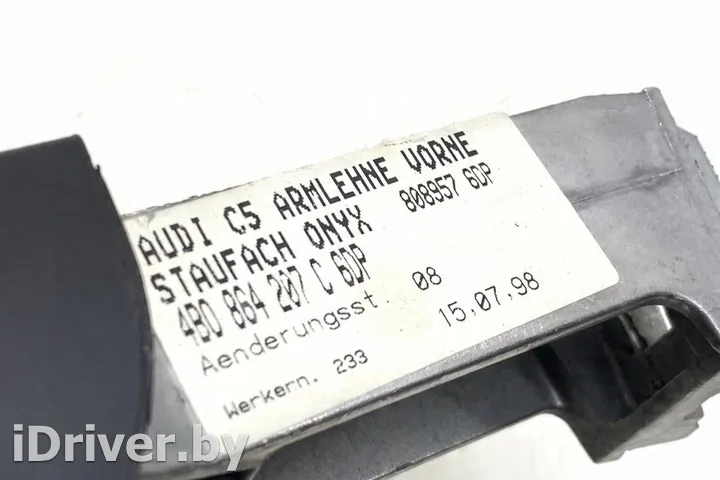 AUDI C5 ARMLEHNE VORNE
STAUFACH ONYX 808957 6DP
4B0 864 207 C 6DP
Aenderungsst. 08
Werkern. 233 15.07.98
iDriver.by